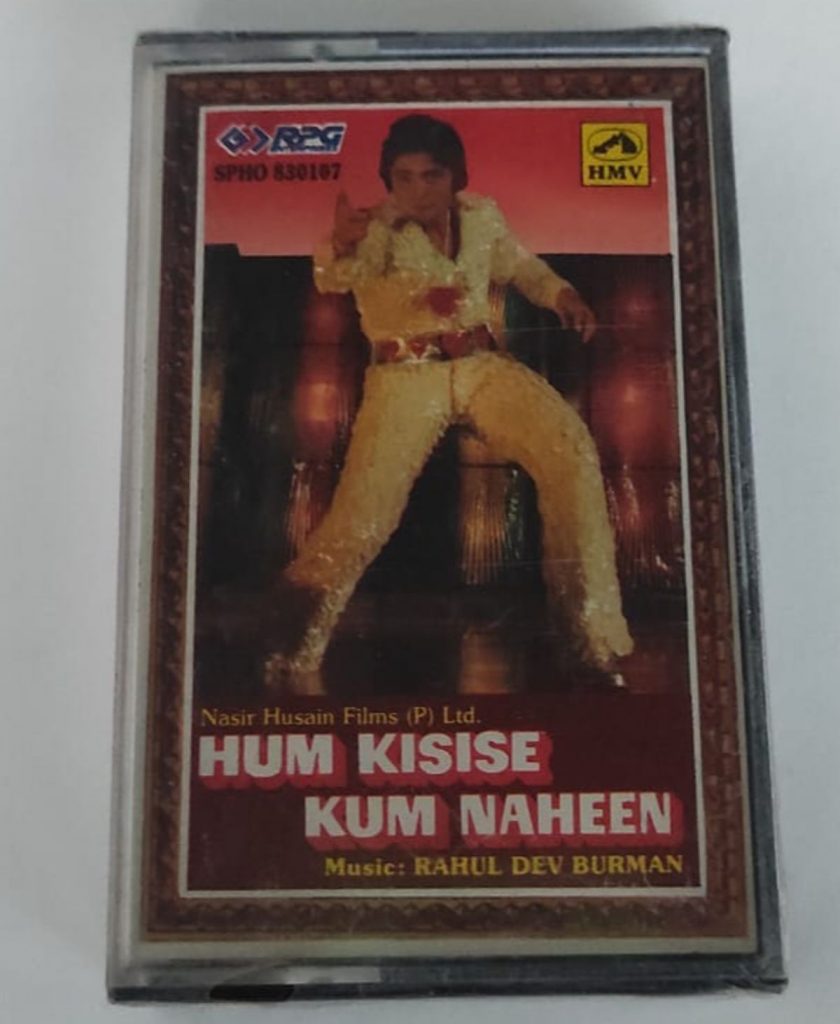 RPG
SPHO 830107
HMV
Nasir Husain Films (P) Ltd.
HUM KISISE
KUM NAHEEN
Music: RAHUL DEV BURMAN